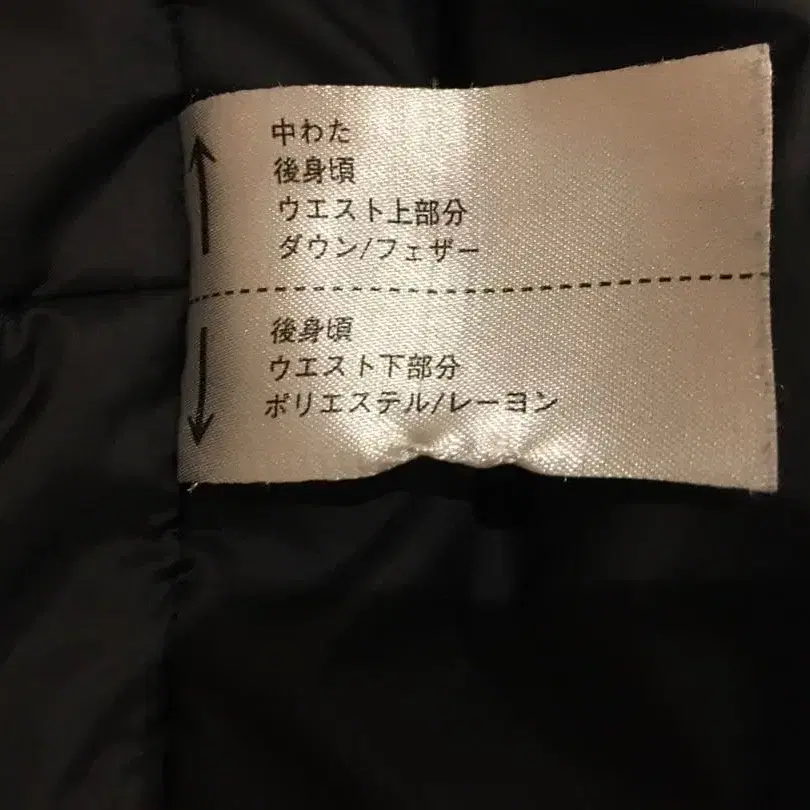 中わた
後身頃
ウエスト上部分
ダウン/フェザー
後身頃
ウエスト下部分
ポリエステル/レーヨン